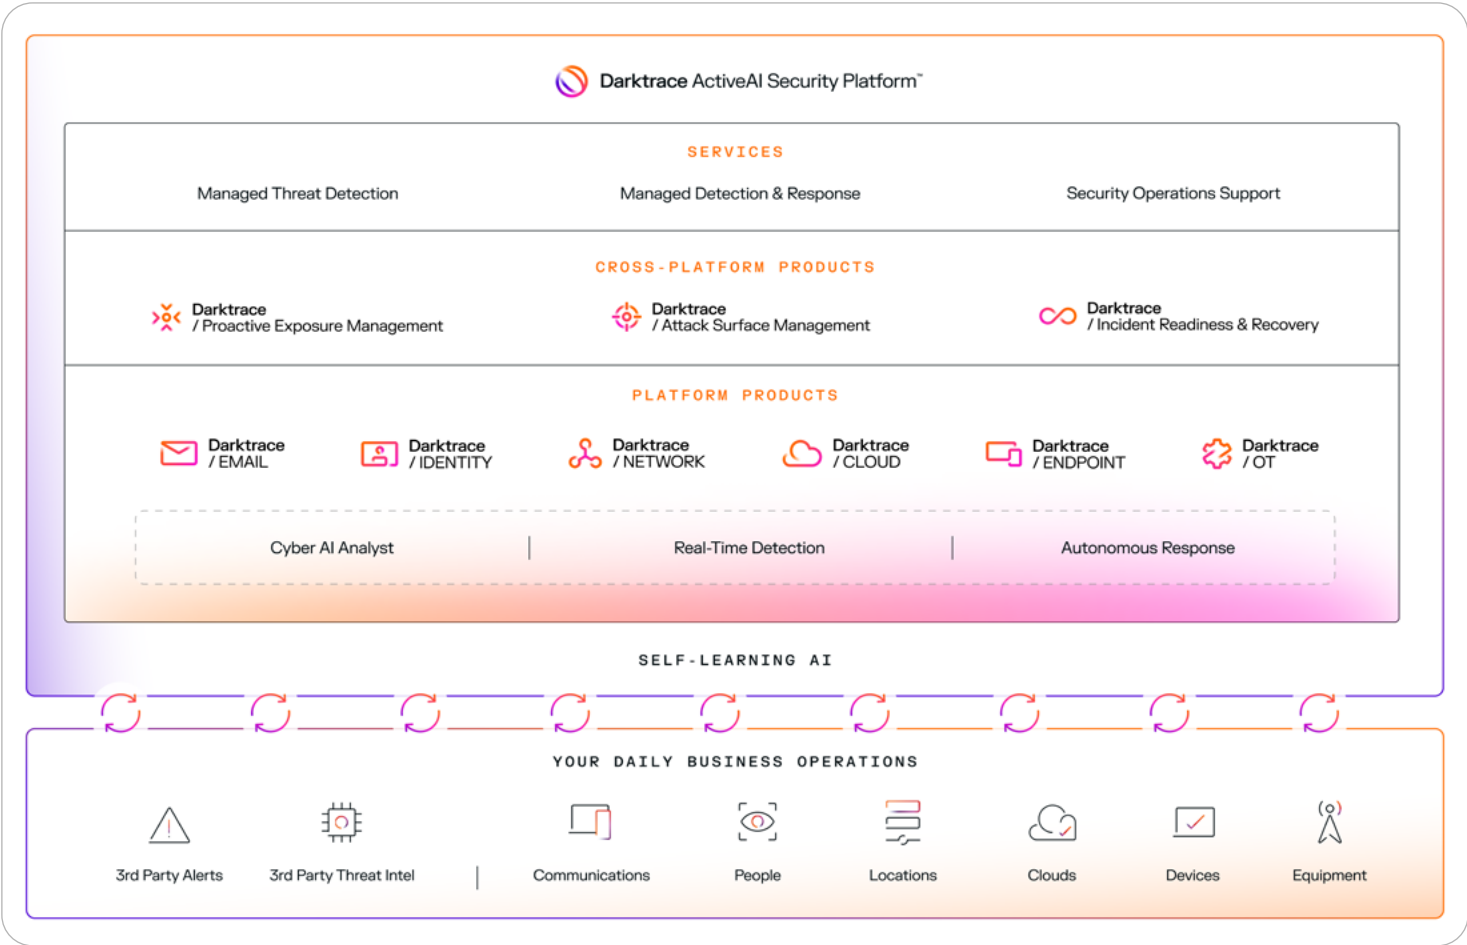 Darktrace ActiveAI Security Platform™
SERVICES
Managed Threat Detection
Managed Detection & Response
Security Operations Support
CROSS-PLATFORM PRODUCTS
Darktrace
/ Proactive Exposure Management
Darktrace
/ Attack Surface Management
Darktrace
/ Incident Readiness & Recovery
PLATFORM PRODUCTS
Darktrace
/ EMAIL
Darktrace
/ IDENTITY
Darktrace
/ NETWORK
Darktrace
/ CLOUD
Darktrace
/ ENDPOINT
Darktrace
/ OT
Cyber AI Analyst
Real-Time Detection
Autonomous Response
SELF-LEARNING AI
YOUR DAILY BUSINESS OPERATIONS
3rd Party Alerts
3rd Party Threat Intel
Communications
People
Locations
Clouds
Devices
Equipment